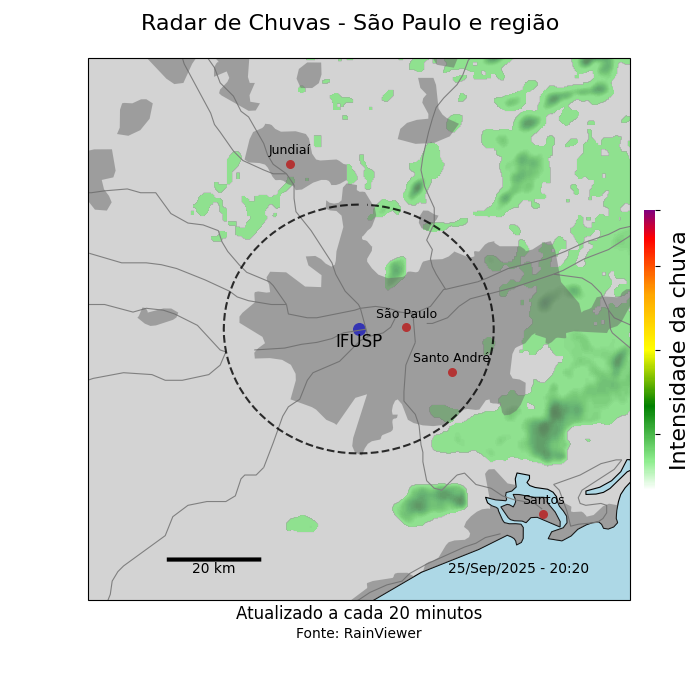 Radar de Chuvas - São Paulo e região
Jundiaí
São Paulo
IFUSP
Santo André
Santos
20 km
25/Sep/2025 - 20:20
Intensidade da chuva
Atualizado a cada 20 minutos
Fonte: RainViewer